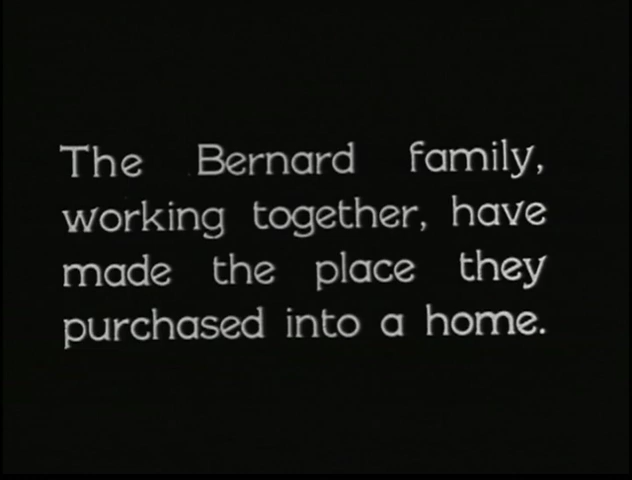 The Bernard family,
working together, have
made the place they
purchased into a home.